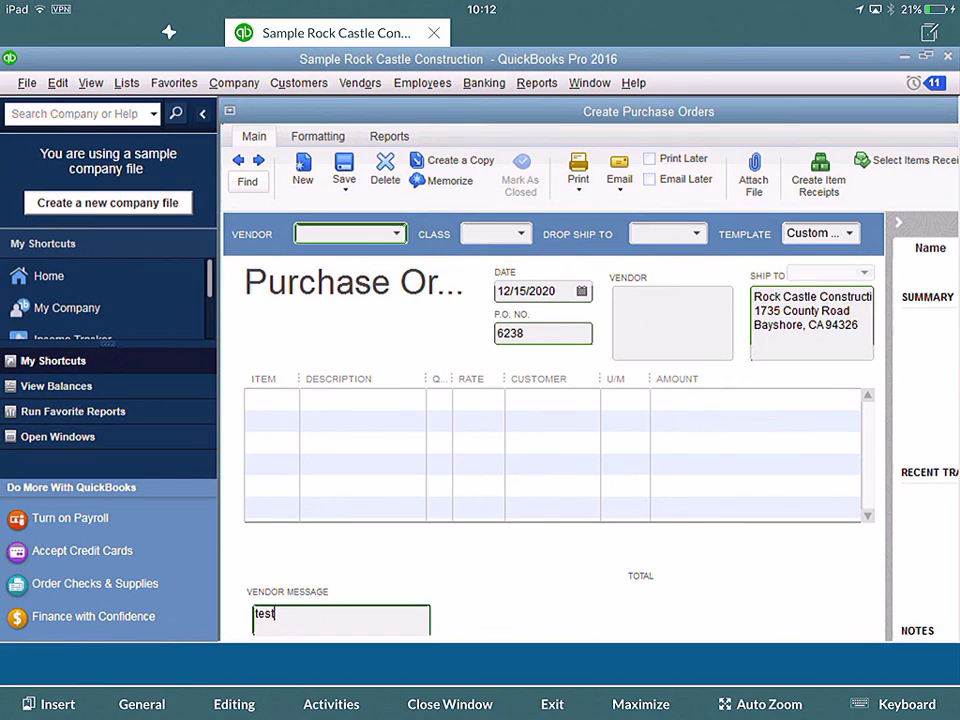 iPad VPN 10:12 21%
Sample Rock Castle Con...
Sample Rock Castle Construction - QuickBooks Pro 2016
File Edit View Lists Favorites Company Customers Vendors Employees Banking Reports Window Help 11
Search Company or Help
You are using a sample
company file
Create a new company file
My Shortcuts
Home
My Company
My Shortcuts
View Balances
Run Favorite Reports
Open Windows
Do More With QuickBooks
Turn on Payroll
Accept Credit Cards
Order Checks & Supplies
Finance with Confidence
Create Purchase Orders
Main Formatting Reports
Find
New
Save
Delete
Create a Copy
Memorize
Mark As
Closed
Print
Email
Print Later
Email Later
Attach
File
Create Item
Receipts
Select Items Recei
VENDOR CLASS DROP SHIP TO TEMPLATE Custom ...
Purchase Or...
DATE
12/15/2020
P.O. NO.
6238
VENDOR
SHIP TO
Rock Castle Constructi
1735 County Road
Bayshore, CA 94326
ITEM DESCRIPTION Q... RATE CUSTOMER U/M AMOUNT
TOTAL
VENDOR MESSAGE
test
Name
SUMMARY
RECENT TRA
NOTES
Insert General Editing Activities Close Window Exit Maximize Auto Zoom Keyboard